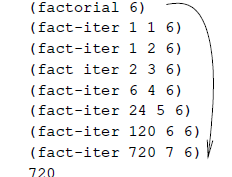 (factorial 6)
(fact-iter 1 1 6)
(fact-iter 1 2 6)
(fact iter 2 3 6)
(fact-iter 6 4 6)
(fact-iter 24 5 6)
(fact-iter 120 6 6)
(fact-iter 720 7 6)
720